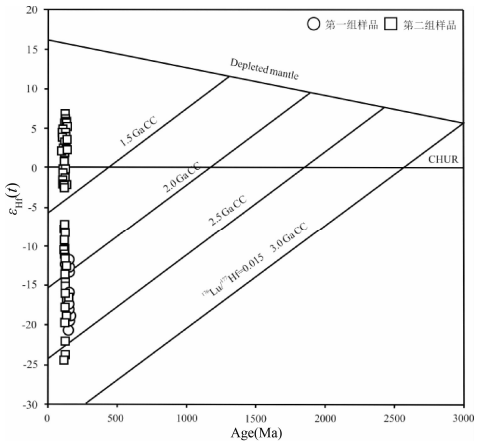 ○ 第一组样品 □ 第二组样品
20
15
10
5
0
-5
-10
-15
-20
-25
-30
εHf(t)
Depleted mantle
1.5 Ga CC
CHUR
2.0 Ga CC
2.5 Ga CC
¹⁷⁶Lu/¹⁷⁷Hf=0.015 3.0 Ga CC
0 500 1000 1500 2000 2500 3000
Age(Ma)